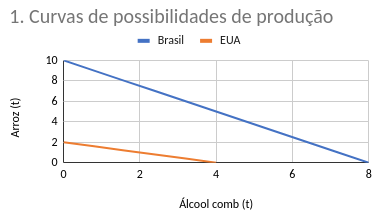 1. Curvas de possibilidades de produção
Brasil EUA
Arroz (t)
10
8
6
4
2
0
0 2 4 6 8
Álcool comb (t)